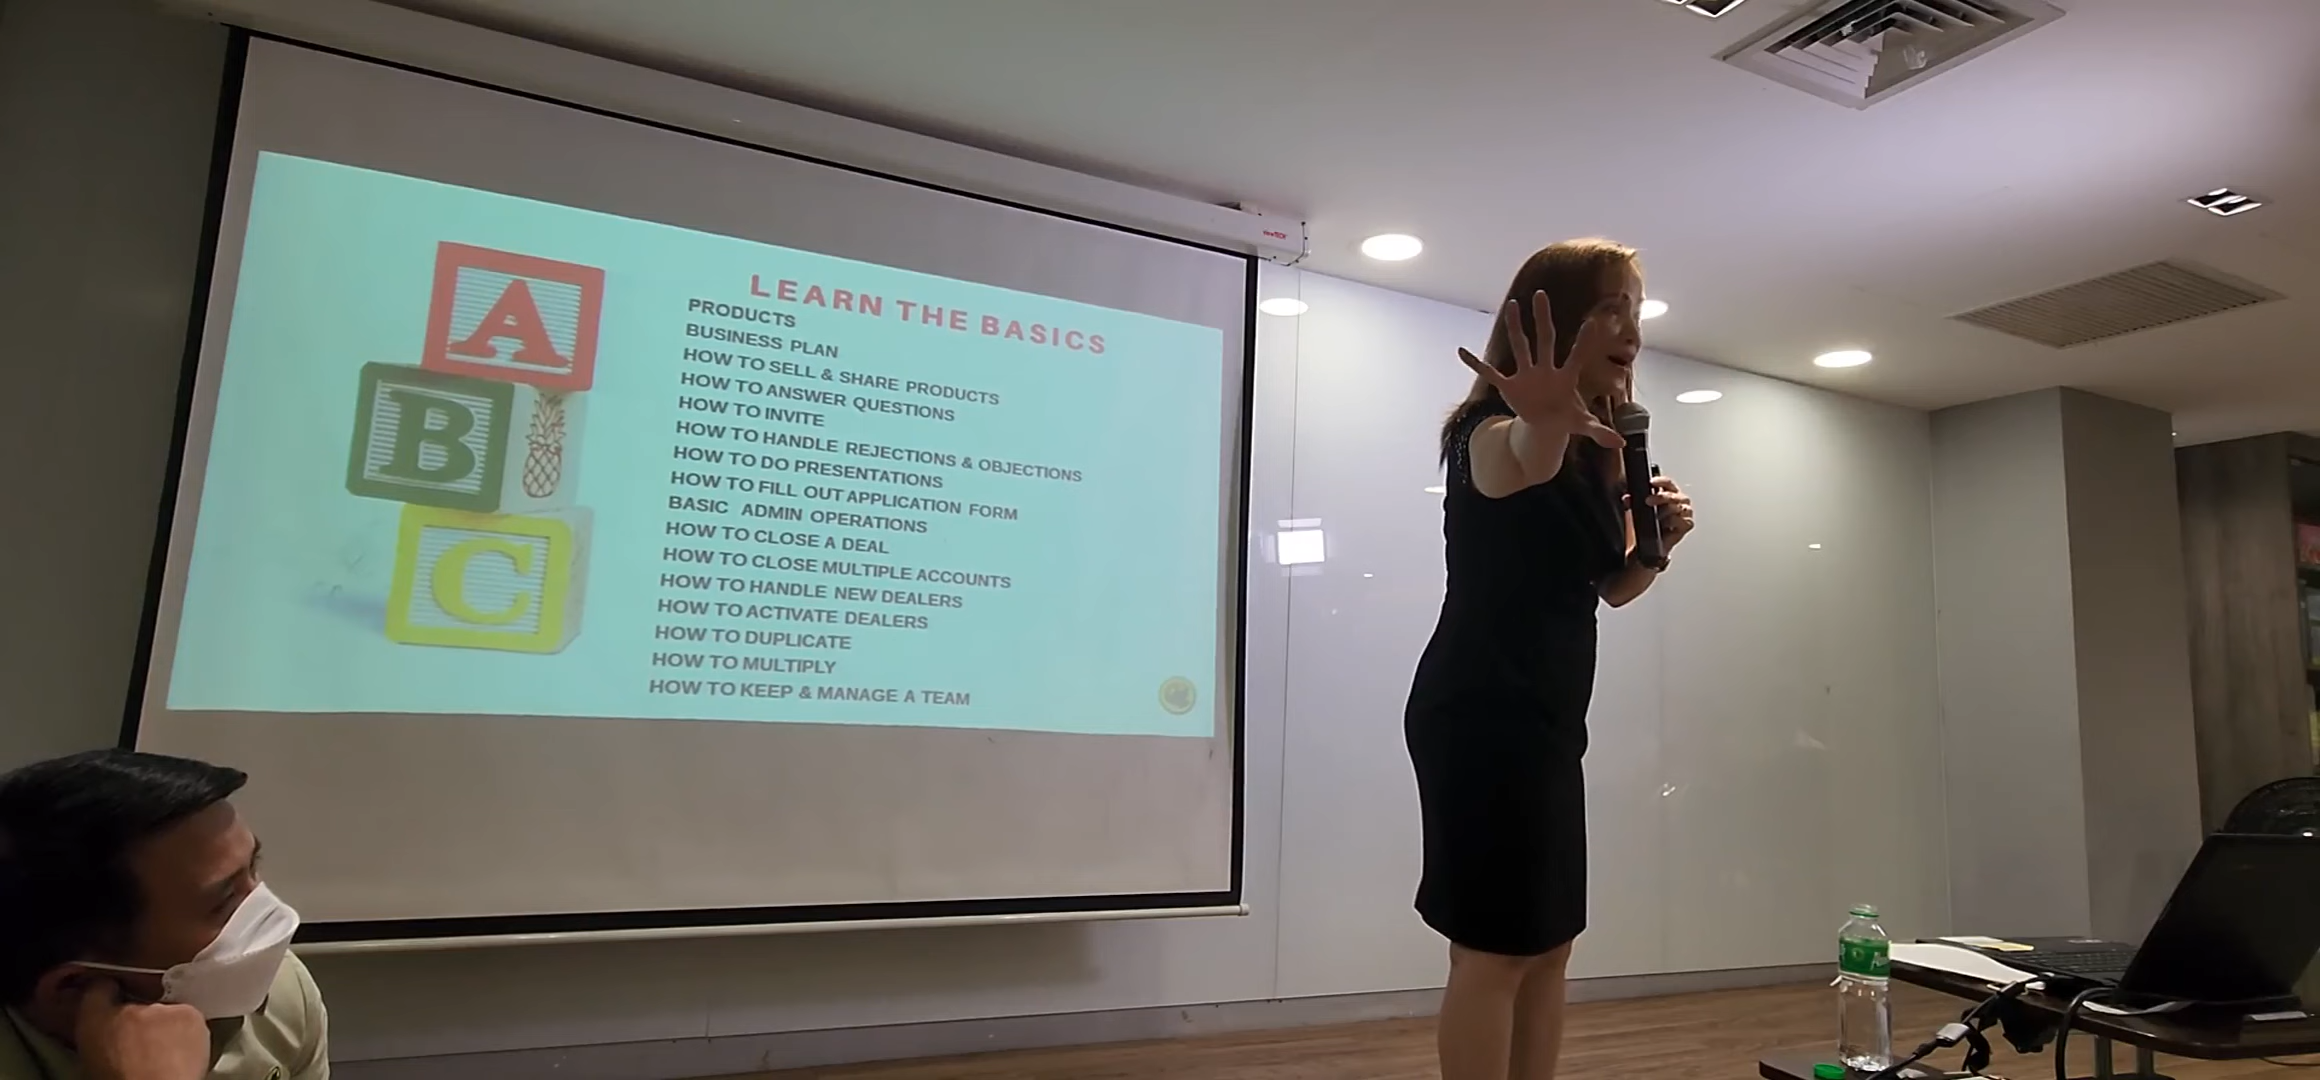 A
B
C
LEARN THE BASICS
PRODUCTS
BUSINESS PLAN
HOW TO SELL & SHARE PRODUCTS
HOW TO ANSWER QUESTIONS
HOW TO INVITE
HOW TO HANDLE REJECTIONS & OBJECTIONS
HOW TO DO PRESENTATIONS
HOW TO FILL OUT APPLICATION FORM
BASIC ADMIN OPERATIONS
HOW TO CLOSE A DEAL
HOW TO CLOSE MULTIPLE ACCOUNTS
HOW TO HANDLE NEW DEALERS
HOW TO ACTIVATE DEALERS
HOW TO DUPLICATE
HOW TO MULTIPLY
HOW TO KEEP & MANAGE A TEAM